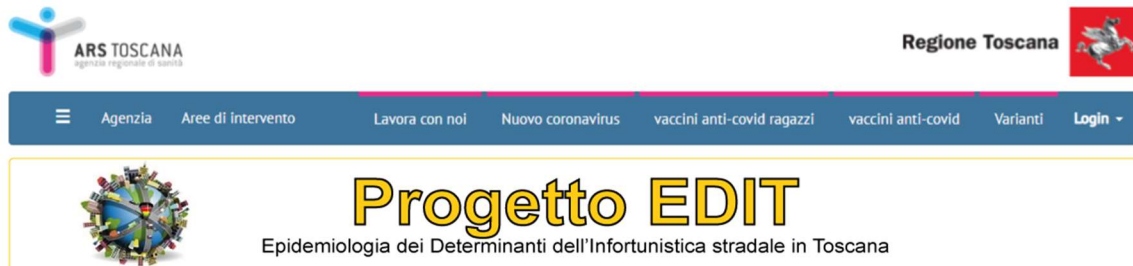 ARS TOSCANA
agenzia regionale di sanità
Regione Toscana
Agenzia Aree di intervento Lavora con noi Nuovo coronavirus vaccini anti-covid ragazzi vaccini anti-covid Varianti Login
Progetto EDIT
Epidemiologia dei Determinanti dell'Infortunistica stradale in Toscana